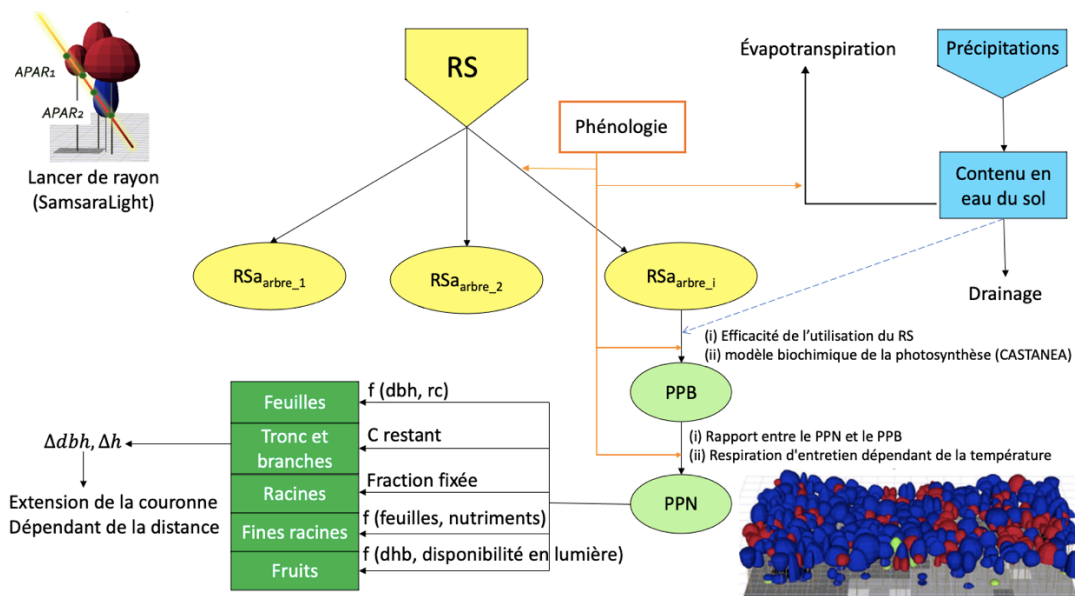 APAR₁
APAR₂
Lancer de rayon
(SamsaraLight)
RS
Phénologie
Évapotranspiration
Précipitations
Contenu en
eau du sol
Drainage
RSa arbre_1
RSa arbre_2
RSa arbre_i
(i) Efficacité de l'utilisation du RS
(ii) modèle biochimique de la photosynthèse (CASTANEA)
PPB
(i) Rapport entre le PPN et le PPB
(ii) Respiration d'entretien dépendant de la température
PPN
Feuilles
f (dbh, rc)
Tronc et
branches
C restant
Racines
Fraction fixée
Fines racines
f (feuilles, nutriments)
Fruits
f (dhb, disponibilité en lumière)
Δdbh, Δh
Extension de la couronne
Dépendant de la distance